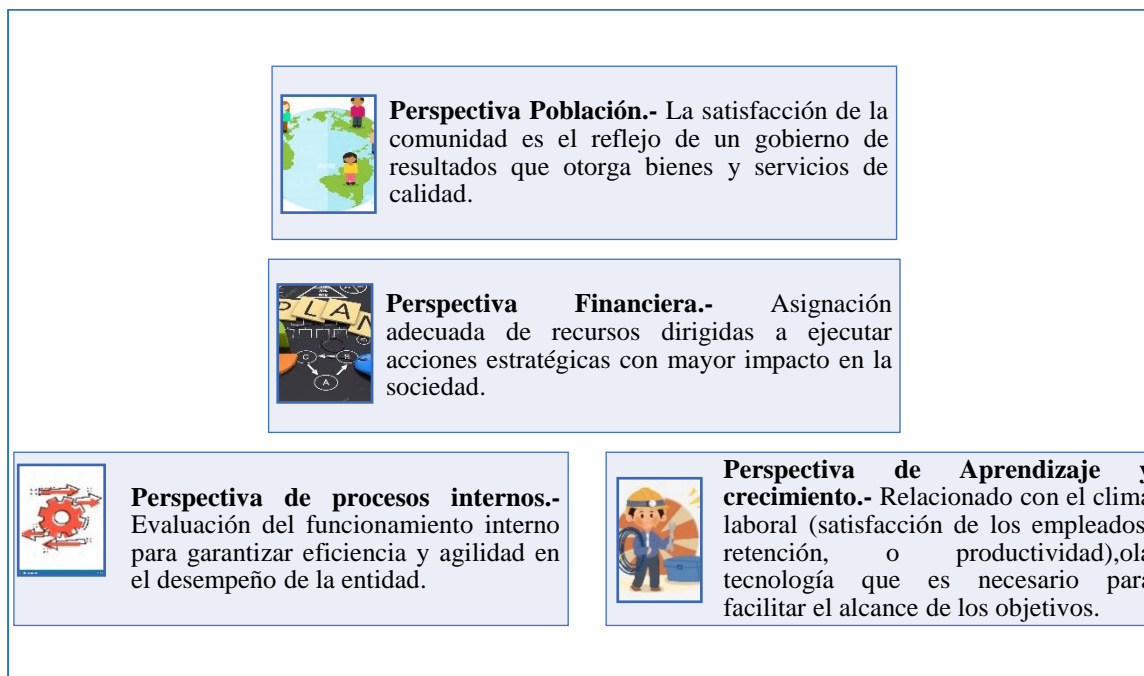 Perspectiva Población.- La satisfacción de la
comunidad es el reflejo de un gobierno de
resultados que otorga bienes y servicios de
calidad.
PLAN
C B
A
Perspectiva Financiera.- Asignación
adecuada de recursos dirigidas a ejecutar
acciones estratégicas con mayor impacto en la
sociedad.
Perspectiva de procesos internos.-
Evaluación del funcionamiento interno
para garantizar eficiencia y agilidad en
el desempeño de la entidad.
Perspectiva de Aprendizaje y
crecimiento.- Relacionado con el clima
laboral (satisfacción de los empleados,
retención, o productividad),ola
tecnología que es necesario para
facilitar el alcance de los objetivos.